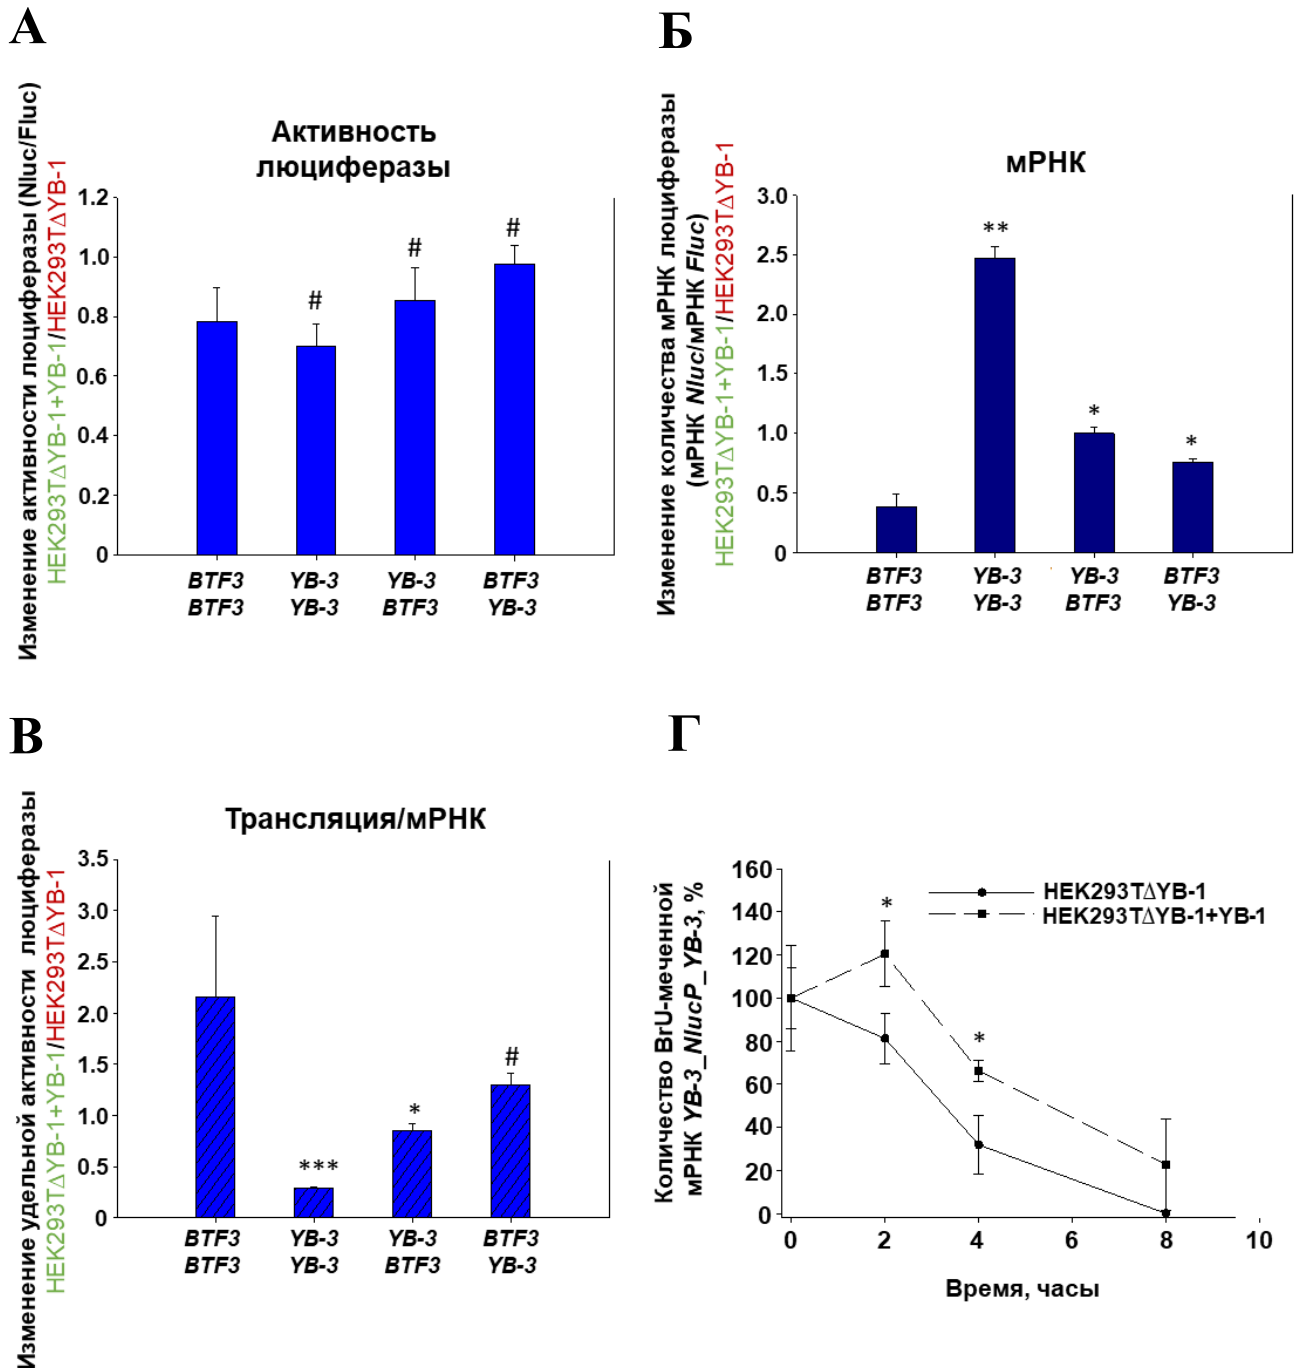 А
Изменение активности люциферазы (Nluc/Fluc)
HEK293TΔYB-1+YB-1/HEK293TΔYB-1
Активность
люциферазы
1.2
1.0
0.8
0.6
0.4
0.2
0
#
#
#
BTF3 YB-3 YB-3 BTF3
BTF3 YB-3 BTF3 YB-3
Б
Изменение количества мРНК люциферазы
(мРНК Nluc/мРНК Fluc)
HEK293TΔYB-1+YB-1/HEK293TΔYB-1
мРНК
3.0
2.5
2.0
1.5
1.0
0.5
0
**
*
*
BTF3 YB-3 YB-3 BTF3
BTF3 YB-3 BTF3 YB-3
В
Изменение удельной активности люциферазы
HEK293TΔYB-1+YB-1/HEK293TΔYB-1
Трансляция/мРНК
3.5
3.0
2.5
2.0
1.5
1.0
0.5
0
***
*
#
BTF3 YB-3 YB-3 BTF3
BTF3 YB-3 BTF3 YB-3
Г
Количество BrU-меченной
мРНК YB-3_NlucP_YB-3, %
160
140
120
100
80
60
40
20
0
HEK293TΔYB-1
HEK293TΔYB-1+YB-1
*
*
0 2 4 6 8 10
Время, часы